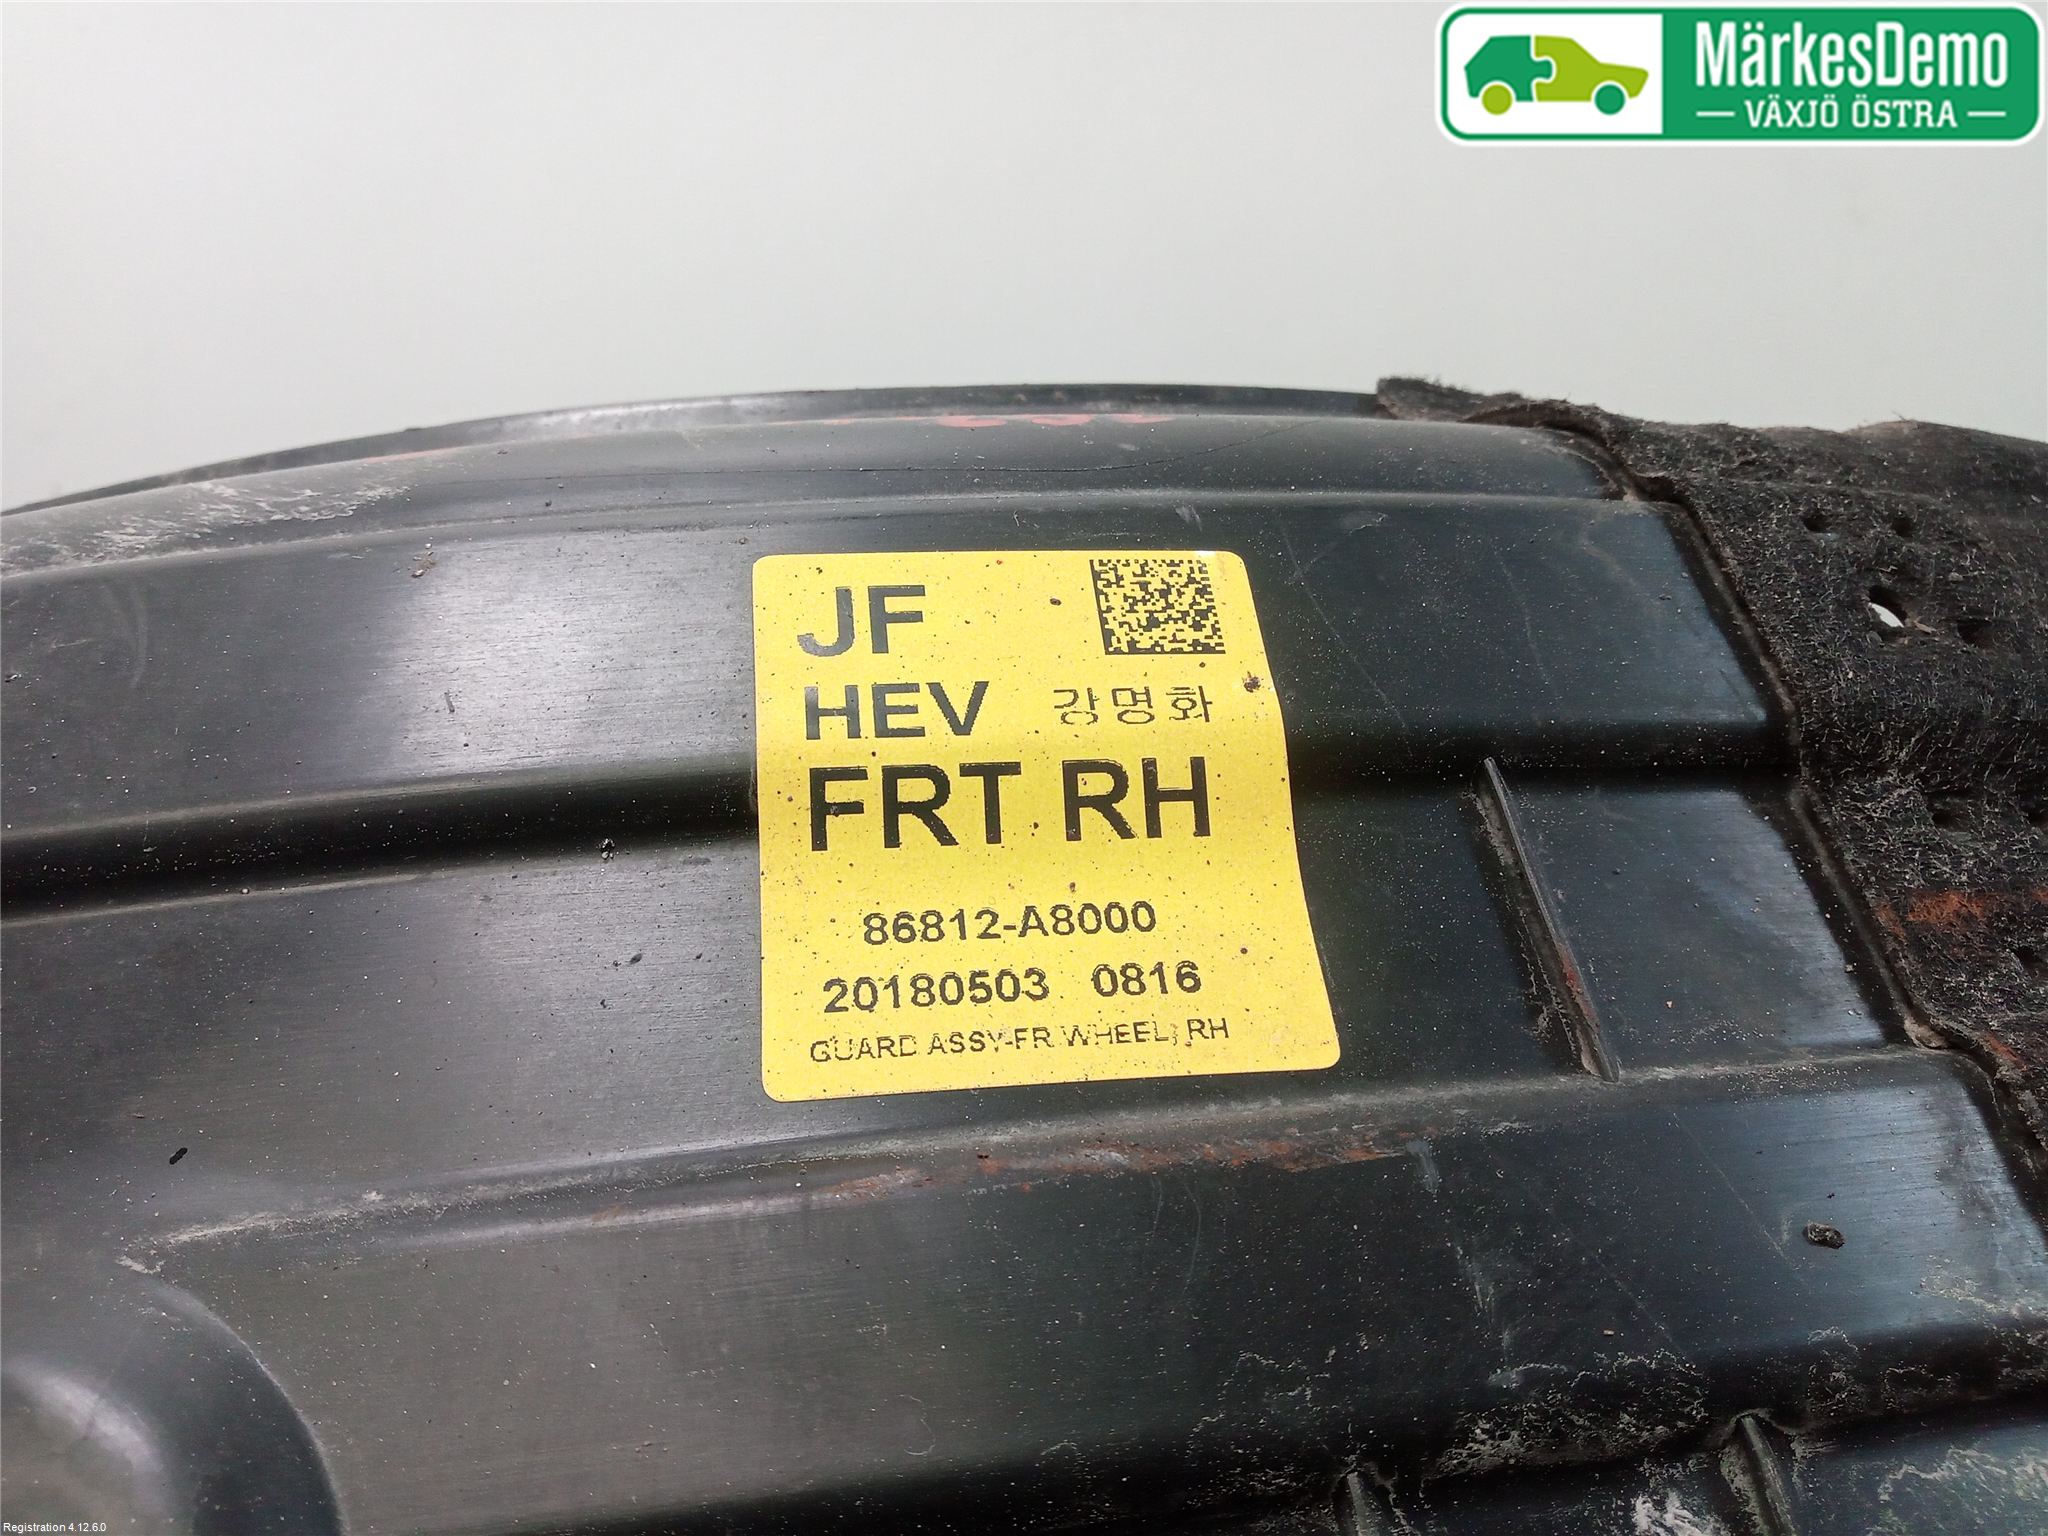 MärkesDemo
VÄXJÖ ÖSTRA
JF
HEV 강명화
FRT RH
86812-A8000
20180503 0816
GUARD ASSY-FR WHEEL, RH
Registration 4.12.6.0